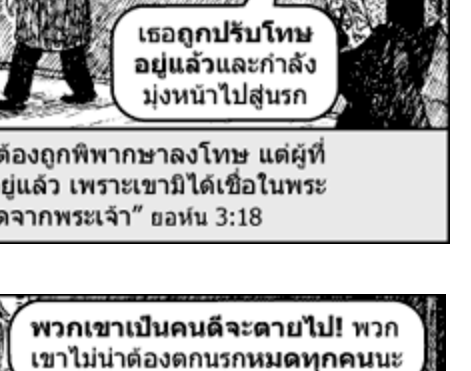 เธอถูกปรับโทษ
อยู่แล้วและกำลัง
มุ่งหน้าไปสู่นรก
ต้องถูกพิพากษาลงโทษ แต่ผู้ที่
อยู่แล้ว เพราะเขามิได้เชื่อในพระ
จากพระเจ้า” ยอห์น 3:18
พวกเขาเป็นคนดีจะตายไป! พวก
เขาไม่น่าต้องตกนรกหมดทุกคนนะ